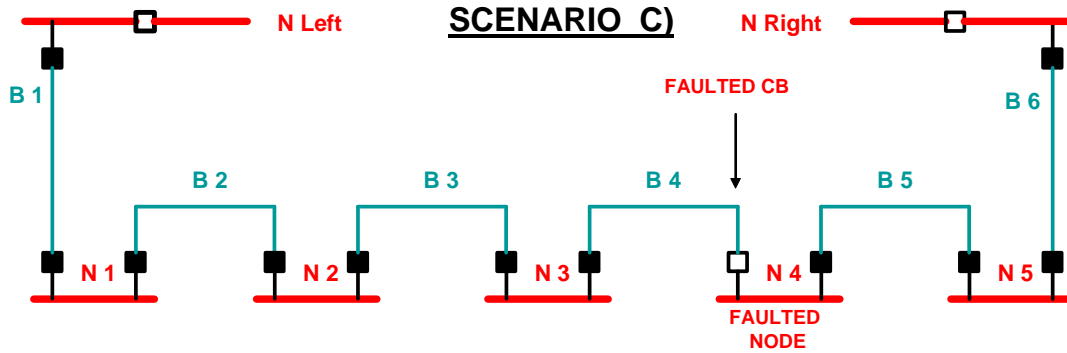 N Left
SCENARIO C)
N Right
FAULTED CB
B 1
B 6
B 2
B 3
B 4
B 5
N 1
N 2
N 3
N 4
N 5
FAULTED
NODE